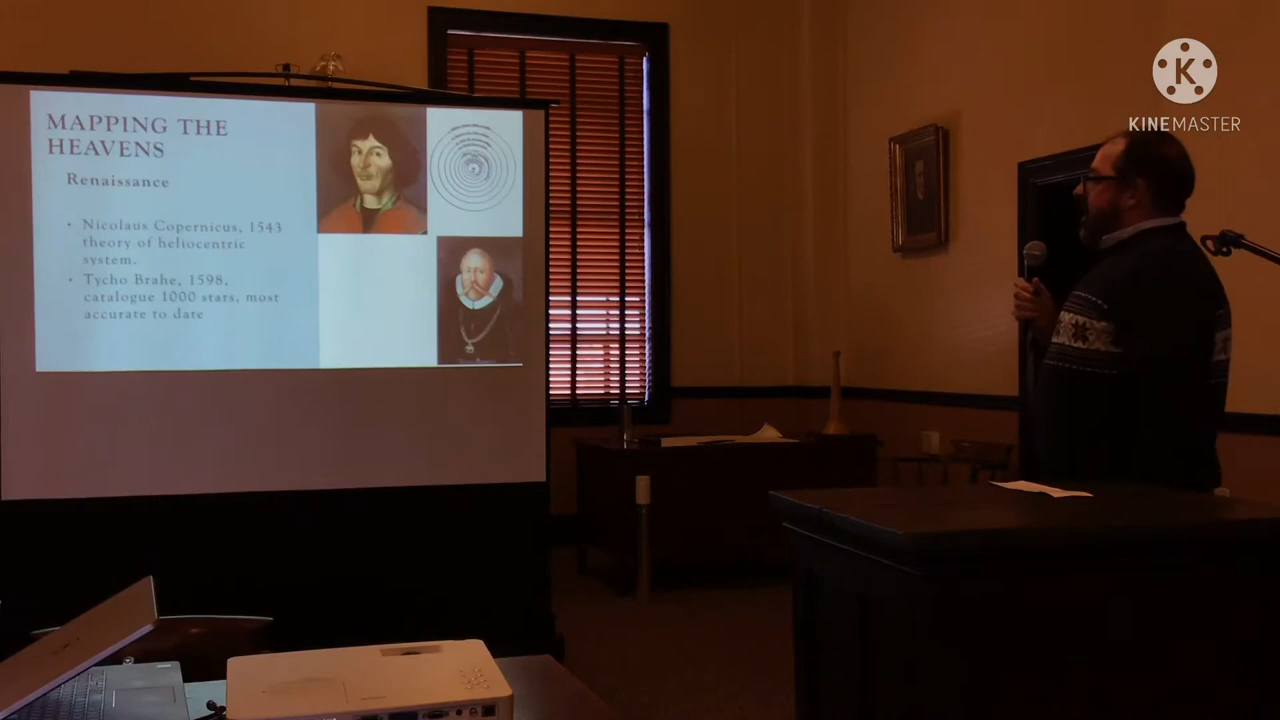 MAPPING THE
HEAVENS
Renaissance
• Nicolaus Copernicus, 1543
theory of heliocentric
system.
• Tycho Brahe, 1598,
catalogue 1000 stars, most
accurate to date
K
KINEMASTER